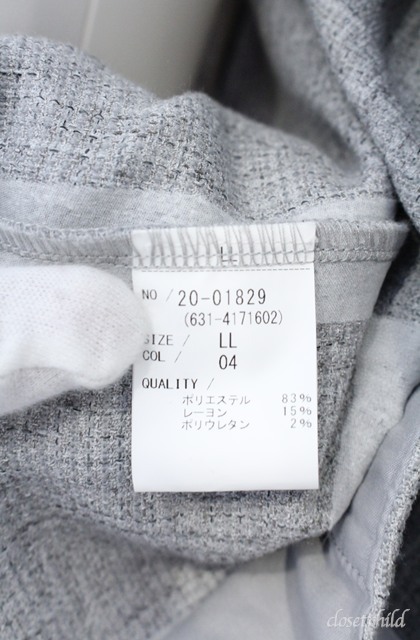 LL
NO / 20-01829
(631-4171602)
SIZE / LL
COL / 04
QUALITY /
ポリエステル 83%
レーヨン 15%
ポリウレタン 2%
closet child